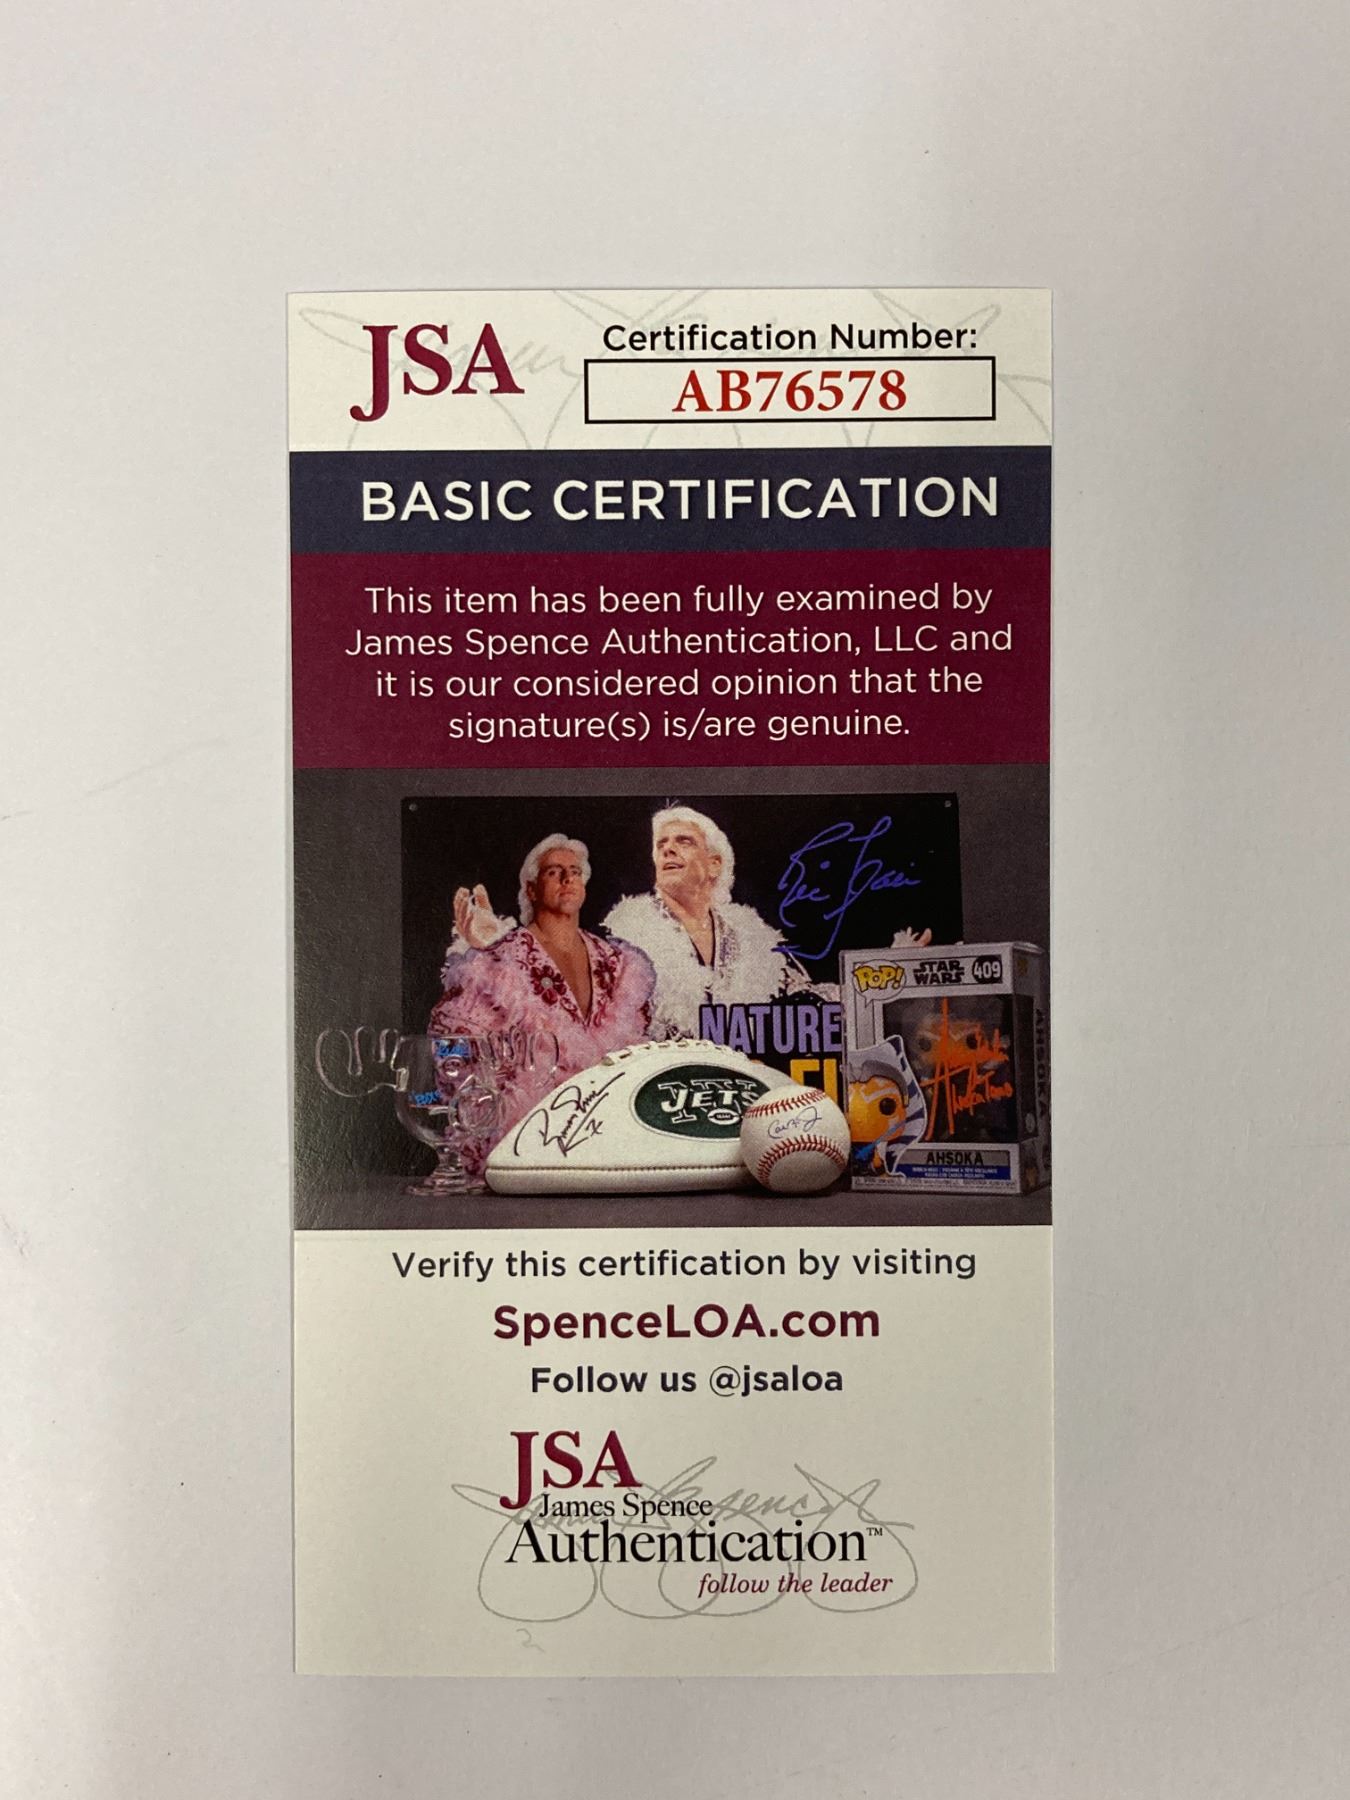 JSA
Certification Number:
AB76578
BASIC CERTIFICATION
This item has been fully examined by
James Spence Authentication, LLC and
it is our considered opinion that the
signature(s) is/are genuine.
POP!
STAR
WARS
409
NATURE
JETS
AHSOKA
AHSOKA
Verify this certification by visiting
SpenceLOA.com
Follow us @jsaloa
JSA
James Spence
Authentication™
follow the leader